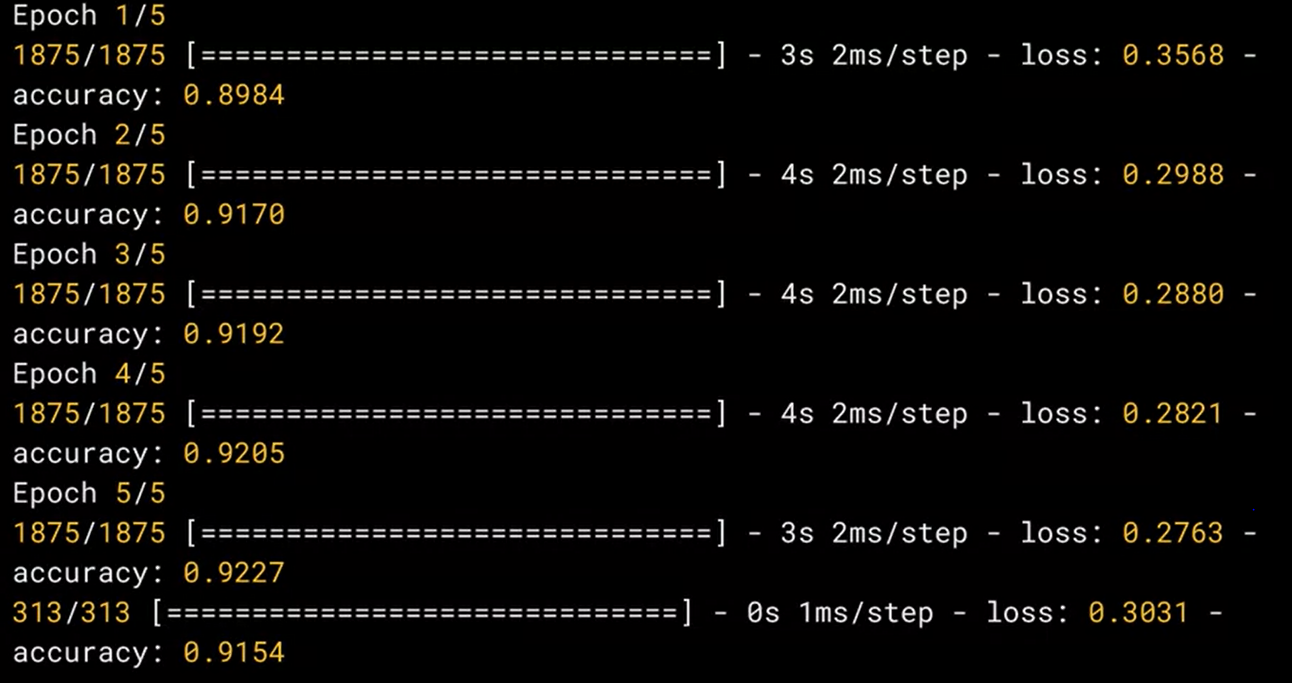 Epoch 1/5
1875/1875 [==============================] - 3s 2ms/step - loss: 0.3568 -
accuracy: 0.8984
Epoch 2/5
1875/1875 [==============================] - 4s 2ms/step - loss: 0.2988 -
accuracy: 0.9170
Epoch 3/5
1875/1875 [==============================] - 4s 2ms/step - loss: 0.2880 -
accuracy: 0.9192
Epoch 4/5
1875/1875 [==============================] - 4s 2ms/step - loss: 0.2821 -
accuracy: 0.9205
Epoch 5/5
1875/1875 [==============================] - 3s 2ms/step - loss: 0.2763 -
accuracy: 0.9227
313/313 [==============================] - 0s 1ms/step - loss: 0.3031 -
accuracy: 0.9154